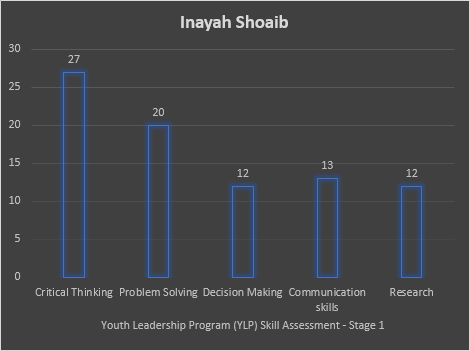 Inayah Shoaib
30
25
20
15
10
5
0
27
20
12
13
12
Critical Thinking
Problem Solving
Decision Making
Communication
skills
Research
Youth Leadership Program (YLP) Skill Assessment - Stage 1